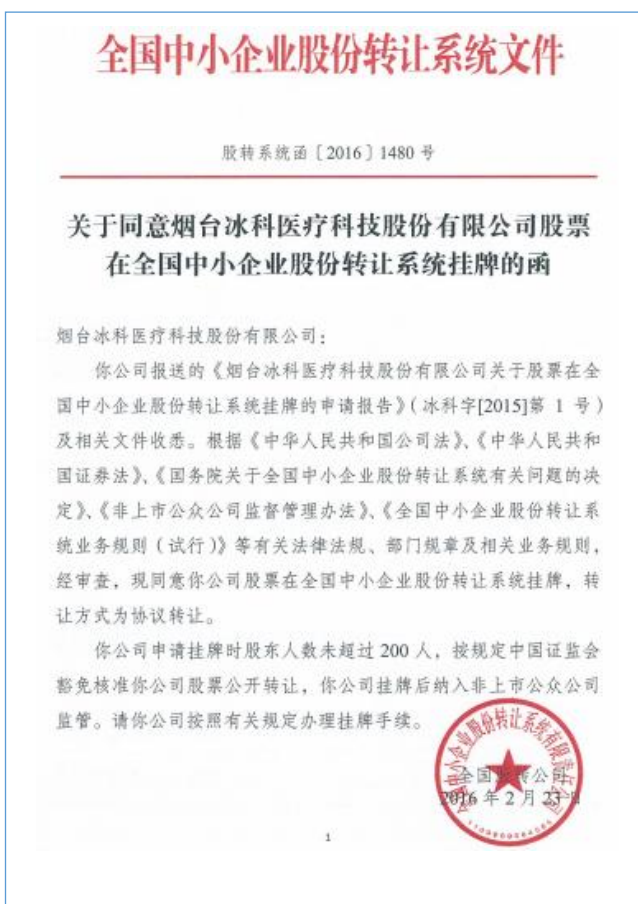 全国中小企业股份转让系统文件
股转系统函〔2016〕1480 号
关于同意烟台冰科医疗科技股份有限公司股票
在全国中小企业股份转让系统挂牌的函
烟台冰科医疗科技股份有限公司：
你公司报送的《烟台冰科医疗科技股份有限公司关于股票在全
国中小企业股份转让系统挂牌的申请报告》（冰科字[2015]第 1 号）
及相关文件收悉。根据《中华人民共和国公司法》、《中华人民共和
国证券法》、《国务院关于全国中小企业股份转让系统有关问题的决
定》、《非上市公众公司监督管理办法》、《全国中小企业股份转让系
统业务规则（试行）》等有关法律法规、部门规章及相关业务规则，
经审查，现同意你公司股票在全国中小企业股份转让系统挂牌，转
让方式为协议转让。
你公司申请挂牌时股东人数未超过 200 人，按规定中国证监会
豁免核准你公司股票公开转让，你公司挂牌后纳入非上市公众公司
监管。请你公司按照有关规定办理挂牌手续。
全国中小企业股份转让系统有限责任公司
全国股转公司
2016 年 2 月 23 日
1